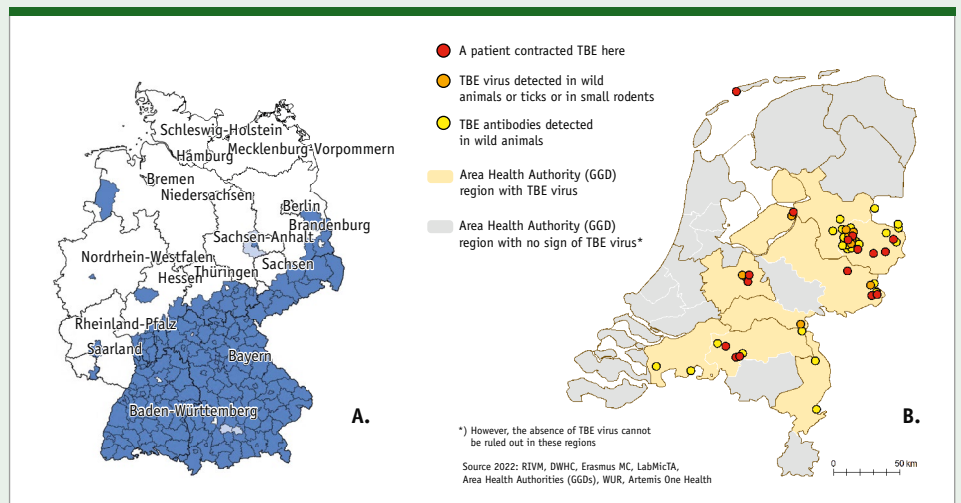 Schleswig-Holstein
Mecklenburg-Vorpommern
Hamburg
Bremen
Niedersachsen
Berlin
Brandenburg
Sachsen-Anhalt
Nordrhein-Westfalen
Sachsen
Thüringen
Hessen
Rheinland-Pfalz
Saarland
Bayern
Baden-Württemberg
A.
A patient contracted TBE here
TBE virus detected in wild
animals or ticks or in small rodents
TBE antibodies detected
in wild animals
Area Health Authority (GGD)
region with TBE virus
Area Health Authority (GGD)
region with no sign of TBE virus*
*) However, the absence of TBE virus cannot
be ruled out in these regions
Source 2022: RIVM, DWHC, Erasmus MC, LabMicTA,
Area Health Authorities (GGDs), WUR, Artemis One Health
B.
0 50 km